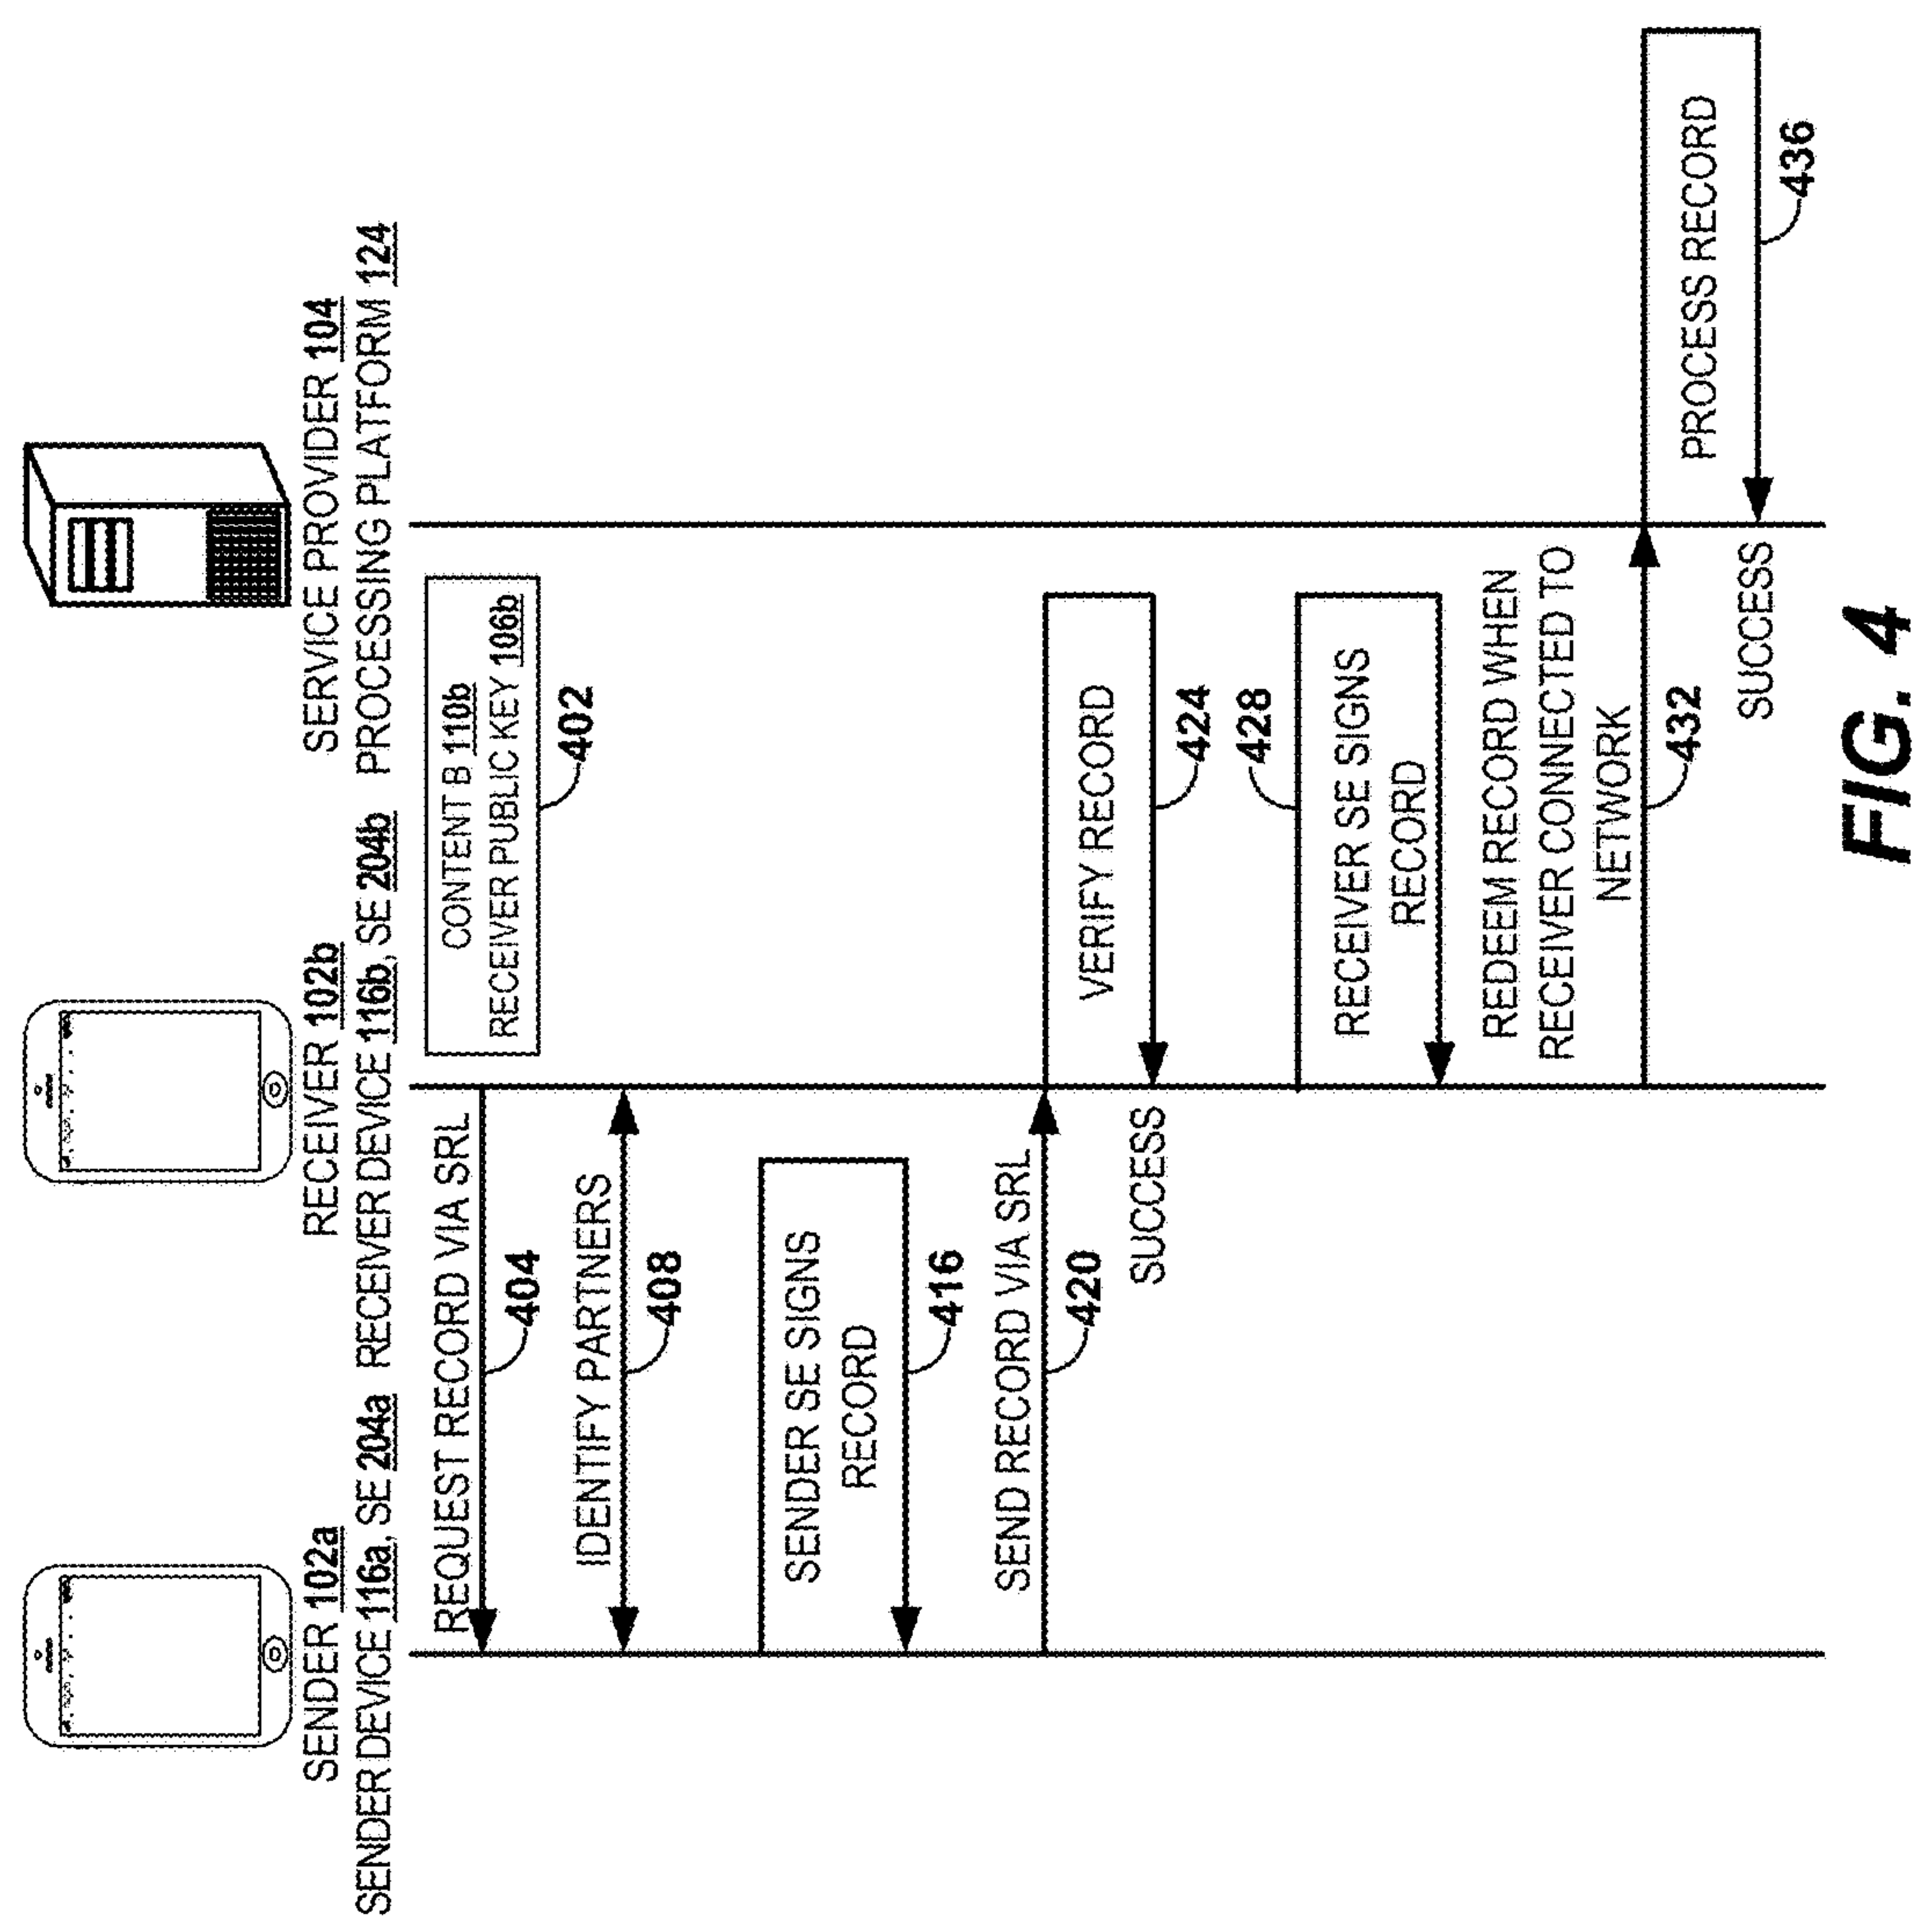 SENDER 102a
SENDER DEVICE 116a, SE 204a
RECEIVER 102b
RECEIVER DEVICE 116b, SE 204b
SERVICE PROVIDER 104
PROCESSING PLATFORM 124
CONTENT B 110b
RECEIVER PUBLIC KEY 106b
402
REQUEST RECORD VIA SRL
404
IDENTIFY PARTNERS
408
SENDER SE SIGNS
RECORD
416
SEND RECORD VIA SRL
420
VERIFY RECORD
424
SUCCESS
428
RECEIVER SE SIGNS
RECORD
REDEEM RECORD WHEN
RECEIVER CONNECTED TO
NETWORK
432
PROCESS RECORD
436
SUCCESS
FIG. 4